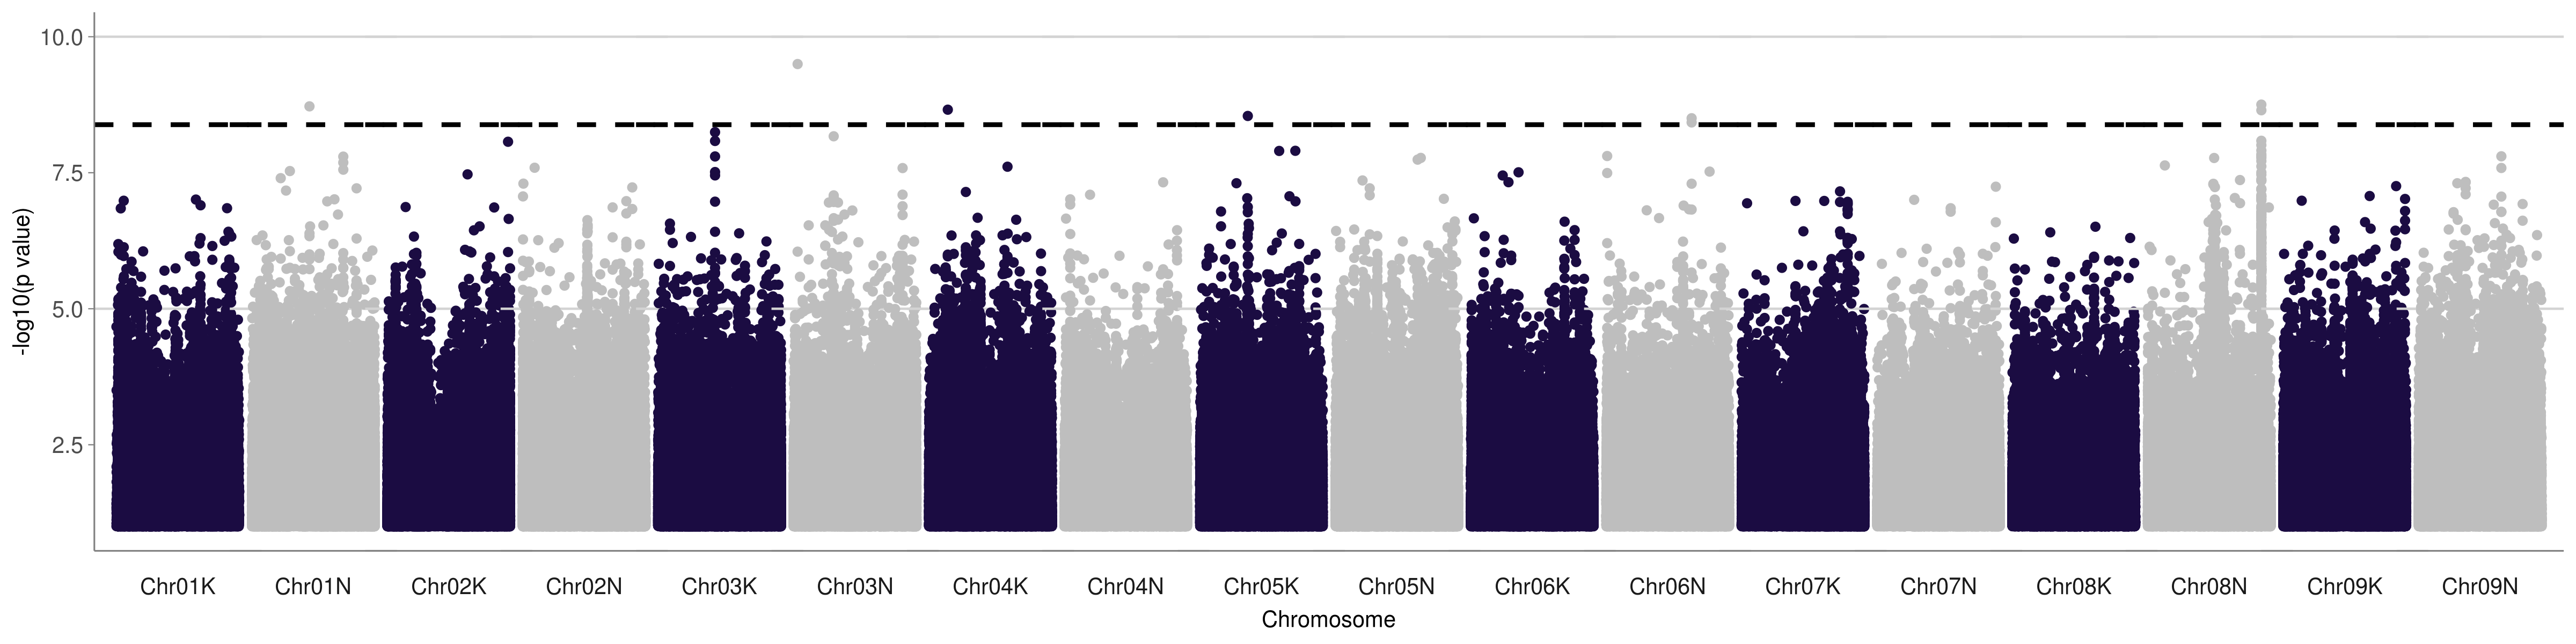 10.0
7.5
5.0
2.5
-log10(p value)
Chr01K Chr01N Chr02K Chr02N Chr03K Chr03N Chr04K Chr04N Chr05K Chr05N Chr06K Chr06N Chr07K Chr07N Chr08K Chr08N Chr09K Chr09N
Chromosome